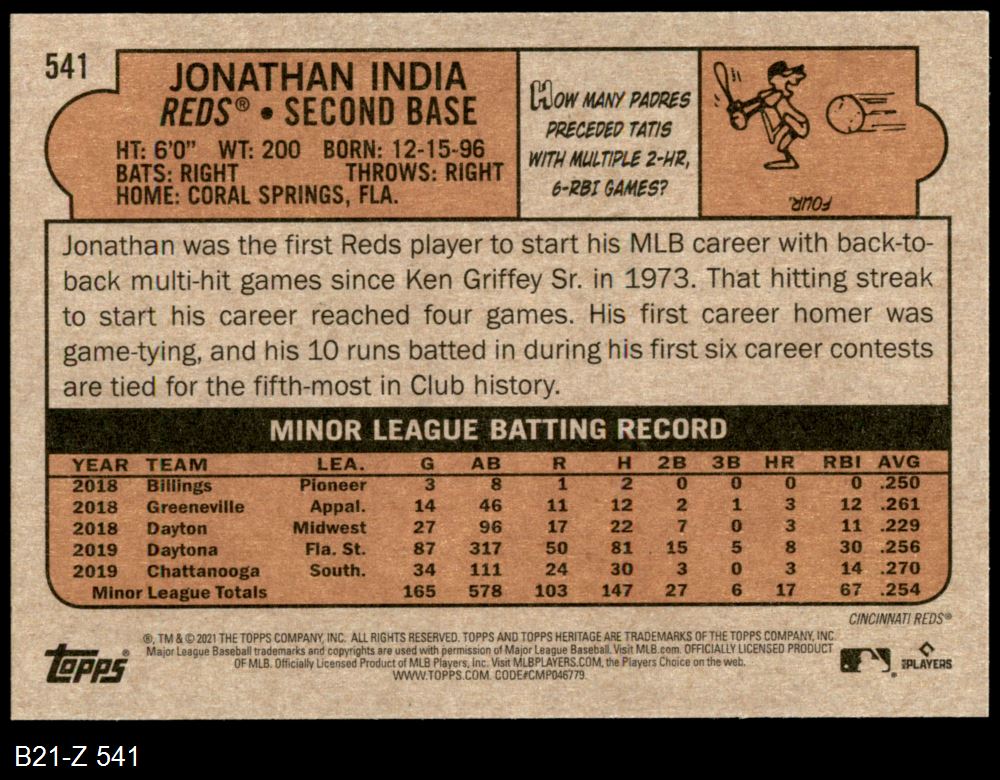 541
JONATHAN INDIA
REDS® • SECOND BASE
HT: 6'0" WT: 200 BORN: 12-15-96
BATS: RIGHT THROWS: RIGHT
HOME: CORAL SPRINGS, FLA.
HOW MANY PADRES
PRECEDED TATIS
WITH MULTIPLE 2-HR,
6-RBI GAMES?
FOUR.
Jonathan was the first Reds player to start his MLB career with back-to-
back multi-hit games since Ken Griffey Sr. in 1973. That hitting streak
to start his career reached four games. His first career homer was
game-tying, and his 10 runs batted in during his first six career contests
are tied for the fifth-most in Club history.
MINOR LEAGUE BATTING RECORD
YEAR TEAM LEA. G AB R H 2B 3B HR RBI AVG
2018 Billings Pioneer 3 8 1 2 0 0 0 0 .250
2018 Greeneville Appal. 14 46 11 12 2 1 3 12 .261
2018 Dayton Midwest 27 96 17 22 7 0 3 11 .229
2019 Daytona Fla. St. 87 317 50 81 15 5 8 30 .256
2019 Chattanooga South. 34 111 24 30 3 0 3 14 .270
Minor League Totals 165 578 103 147 27 6 17 67 .254
CINCINNATI REDS®
®, TM & © 2021 THE TOPPS COMPANY, INC. ALL RIGHTS RESERVED. TOPPS AND TOPPS HERITAGE ARE TRADEMARKS OF THE TOPPS COMPANY, INC.
Major League Baseball trademarks and copyrights are used with permission of Major League Baseball. Visit MLB.com. OFFICIALLY LICENSED PRODUCT
OF MLB. Officially Licensed Product of MLB Players, Inc. Visit MLBPLAYERS.COM, the Players Choice on the web.
WWW.TOPPS.COM. CODE#CMP046779.
topps®
MLBPLAYERS
B21-Z 541